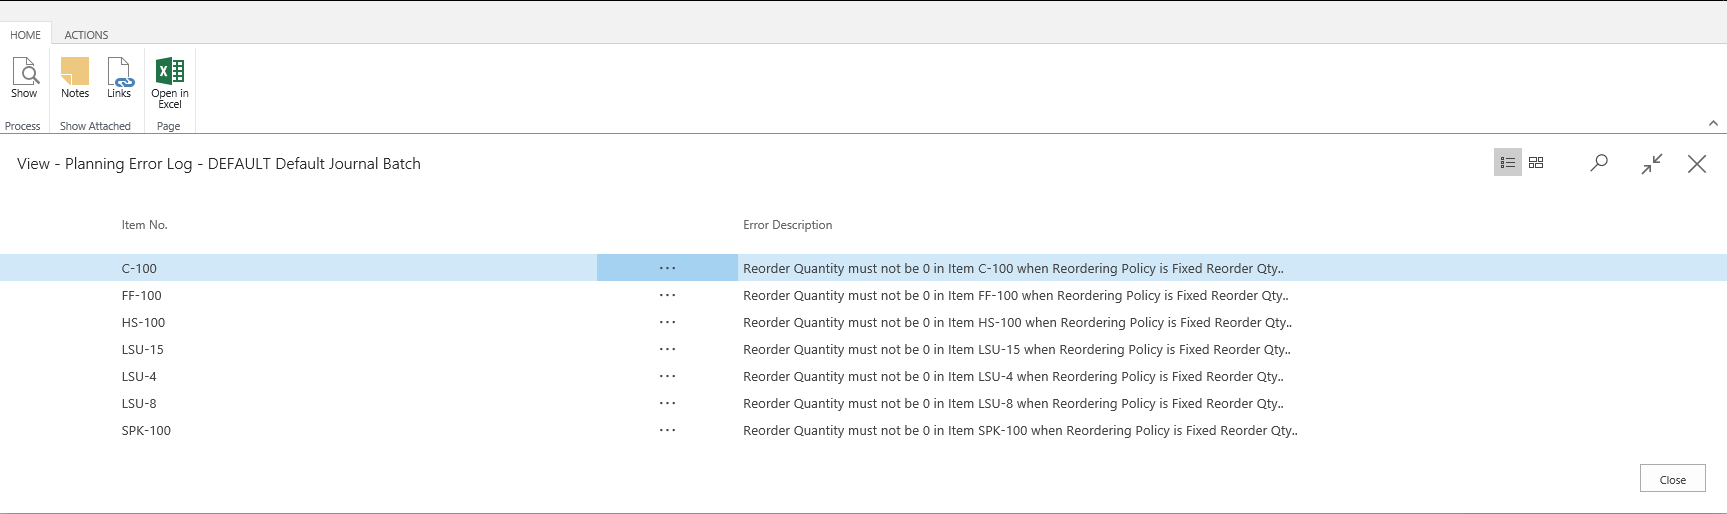 HOME ACTIONS
Show Notes Links Open in Excel
Process Show Attached Page
View - Planning Error Log - DEFAULT Default Journal Batch
Item No. Error Description
C-100 ··· Reorder Quantity must not be 0 in Item C-100 when Reordering Policy is Fixed Reorder Qty..
FF-100 ··· Reorder Quantity must not be 0 in Item FF-100 when Reordering Policy is Fixed Reorder Qty..
HS-100 ··· Reorder Quantity must not be 0 in Item HS-100 when Reordering Policy is Fixed Reorder Qty..
LSU-15 ··· Reorder Quantity must not be 0 in Item LSU-15 when Reordering Policy is Fixed Reorder Qty..
LSU-4 ··· Reorder Quantity must not be 0 in Item LSU-4 when Reordering Policy is Fixed Reorder Qty..
LSU-8 ··· Reorder Quantity must not be 0 in Item LSU-8 when Reordering Policy is Fixed Reorder Qty..
SPK-100 ··· Reorder Quantity must not be 0 in Item SPK-100 when Reordering Policy is Fixed Reorder Qty..
Close